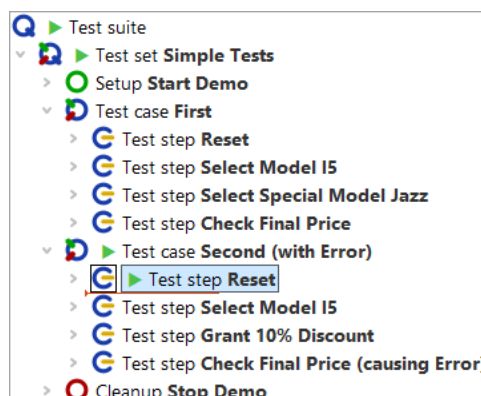 Test suite
Test set Simple Tests
Setup Start Demo
Test case First
Test step Reset
Test step Select Model I5
Test step Select Special Model Jazz
Test step Check Final Price
Test case Second (with Error)
Test step Reset
Test step Select Model I5
Test step Grant 10% Discount
Test step Check Final Price (causing Error)
Cleanup Stop Demo